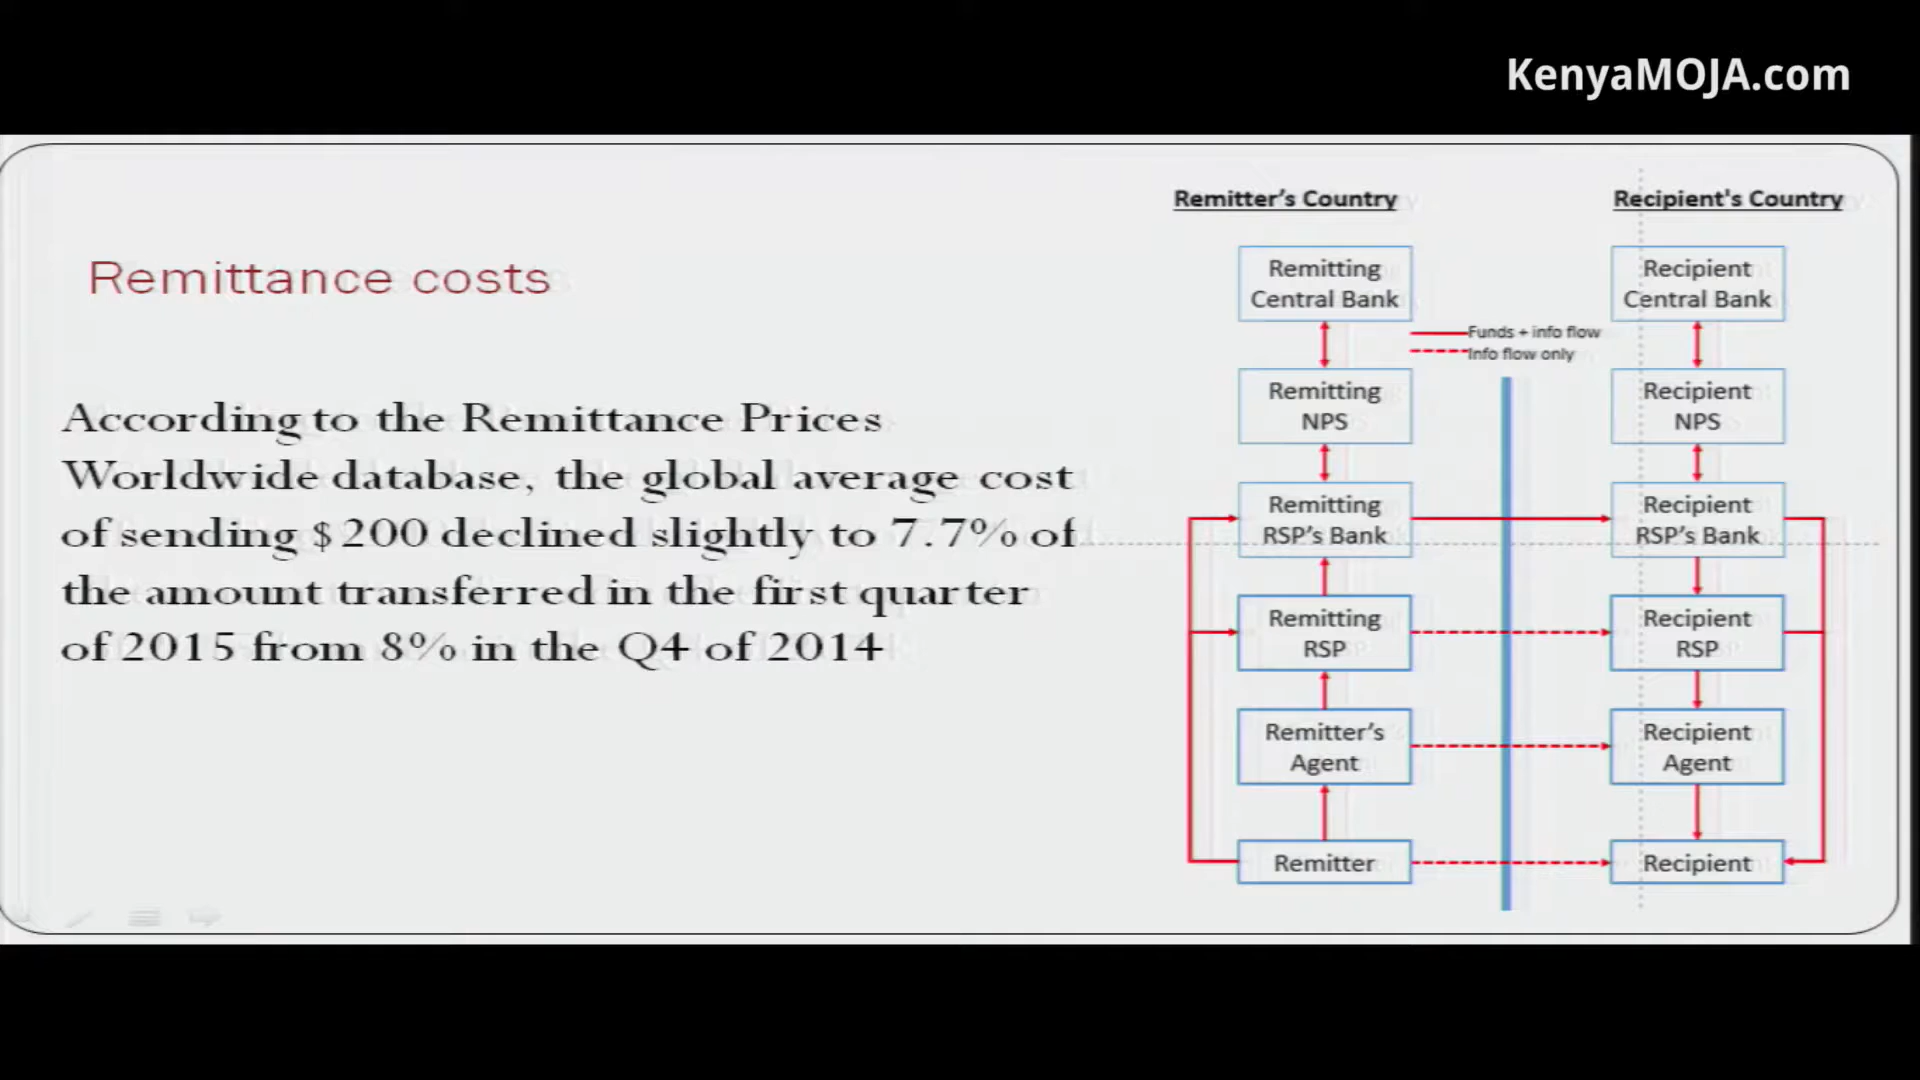 KenyaMOJA.com
Remittance costs
According to the Remittance Prices
Worldwide database, the global average cost
of sending $200 declined slightly to 7.7% of
the amount transferred in the first quarter
of 2015 from 8% in the Q4 of 2014
Remitter's Country
Recipient's Country
Remitting
Central Bank
Recipient
Central Bank
Funds + info flow
Info flow only
Remitting
NPS
Recipient
NPS
Remitting
RSP's Bank
Recipient
RSP's Bank
Remitting
RSP
Recipient
RSP
Remitter's
Agent
Recipient
Agent
Remitter
Recipient